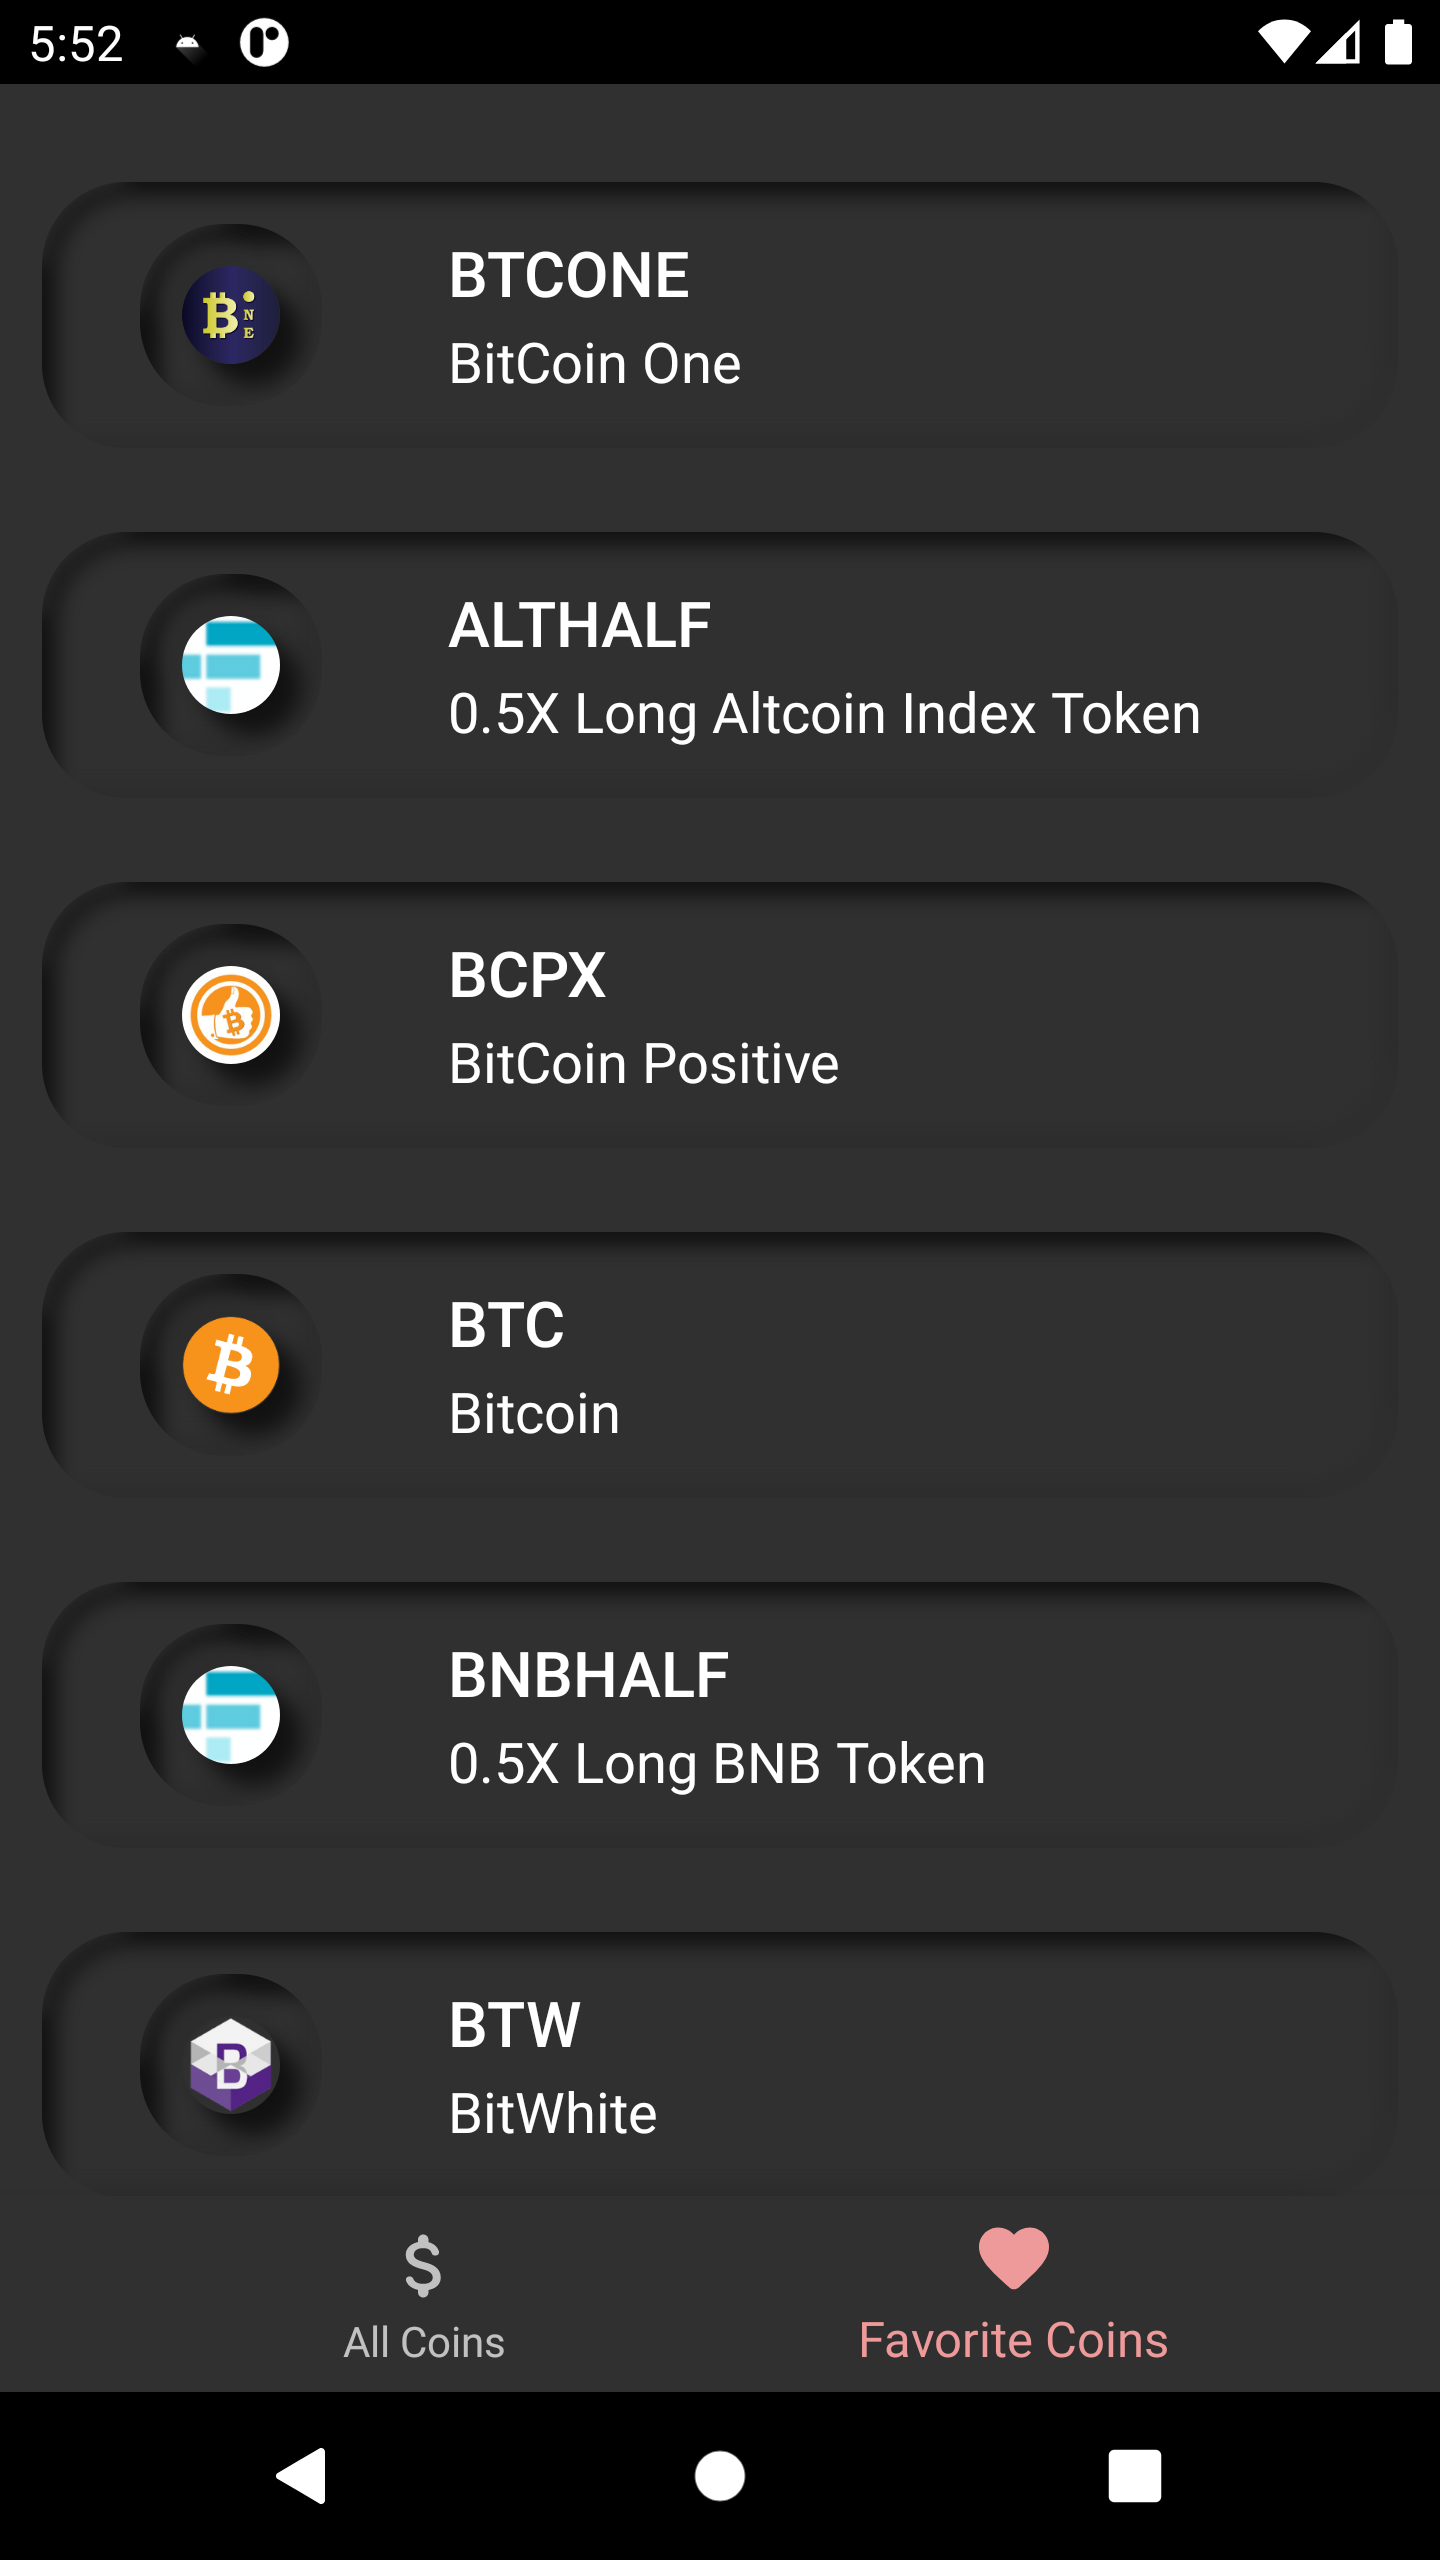 5:52
BTCONE
BitCoin One
ALTHALF
0.5X Long Altcoin Index Token
BCPX
BitCoin Positive
BTC
Bitcoin
BNBHALF
0.5X Long BNB Token
BTW
BitWhite
All Coins
Favorite Coins